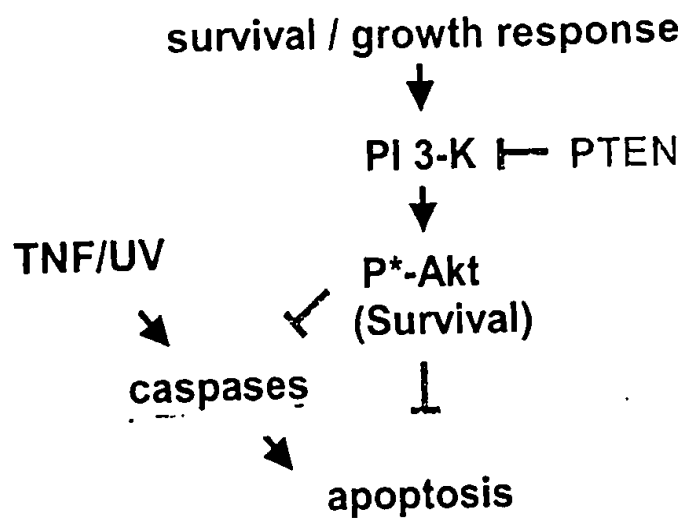 survival / growth response
PI 3-K PTEN
TNF/UV
P*-Akt
(Survival)
caspases
apoptosis